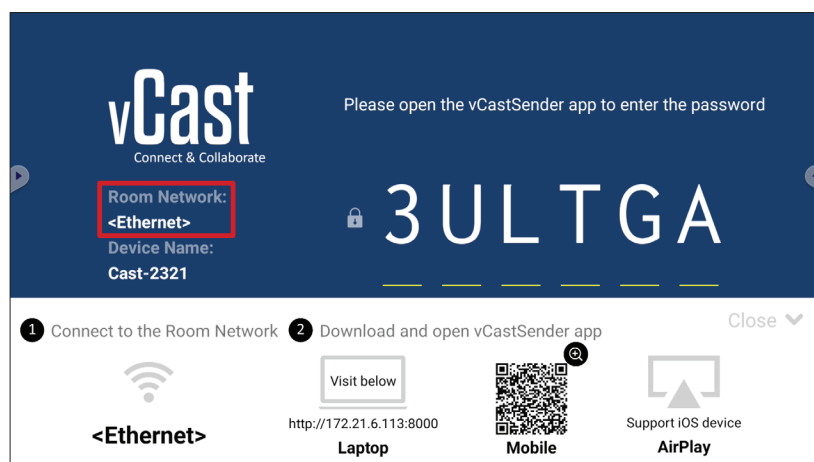 vCast
Connect & Collaborate
Please open the vCastSender app to enter the password
Room Network:
<Ethernet>
Device Name:
Cast-2321
3ULTGA
1 Connect to the Room Network
<Ethernet>
2 Download and open vCastSender app
Close
Visit below
http://172.21.6.113:8000
Laptop
Mobile
Support iOS device
AirPlay